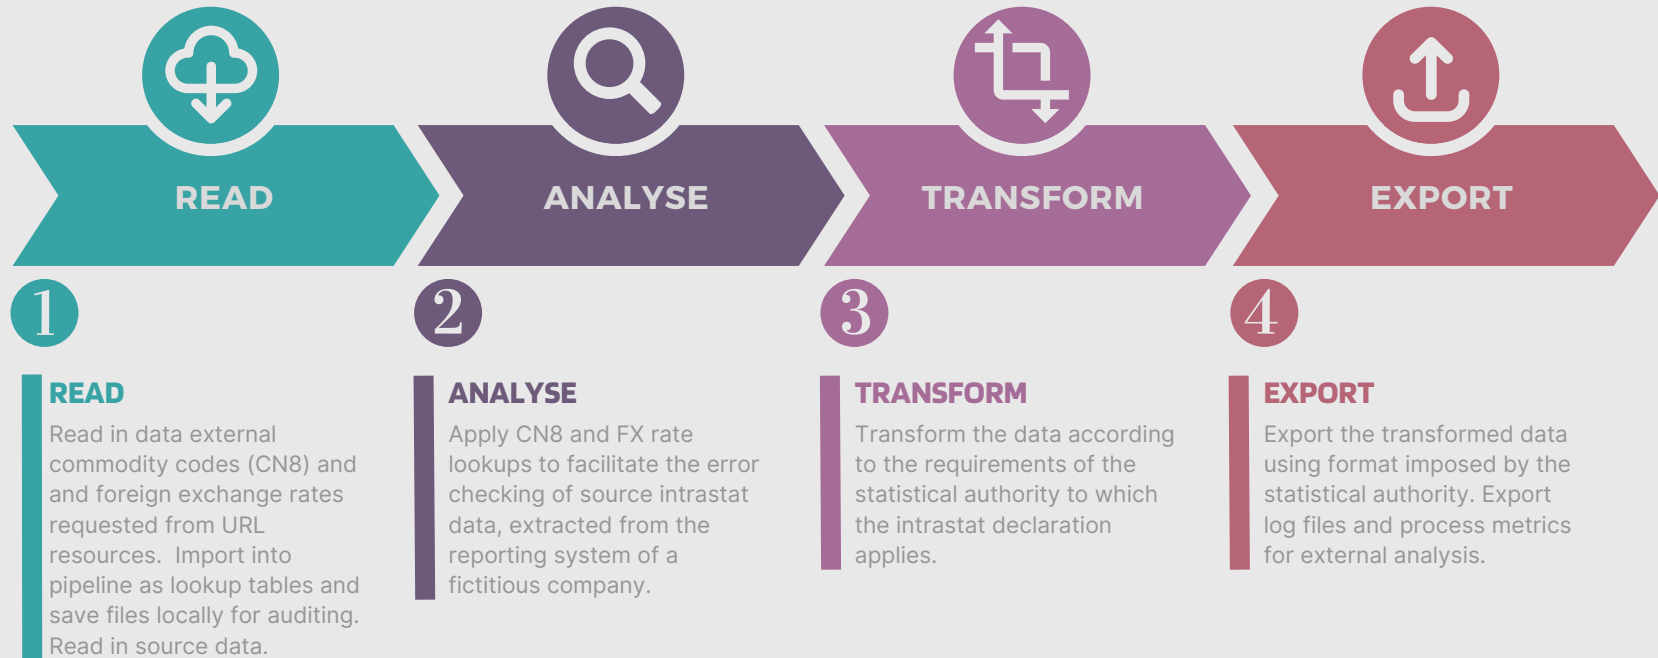 READ
ANALYSE
TRANSFORM
EXPORT
1
2
3
4
READ
Read in data external
commodity codes (CN8) and
and foreign exchange rates
requested from URL
resources.  Import into
pipeline as lookup tables and
save files locally for auditing.
Read in source data.
ANALYSE
Apply CN8 and FX rate
lookups to facilitate the error
checking of source intrastat
data, extracted from the
reporting system of a
fictitious company.
TRANSFORM
Transform the data according
to the requirements of the
statistical authority to which
the intrastat declaration
applies.
EXPORT
Export the transformed data
using format imposed by the
statistical authority. Export
log files and process metrics
for external analysis.